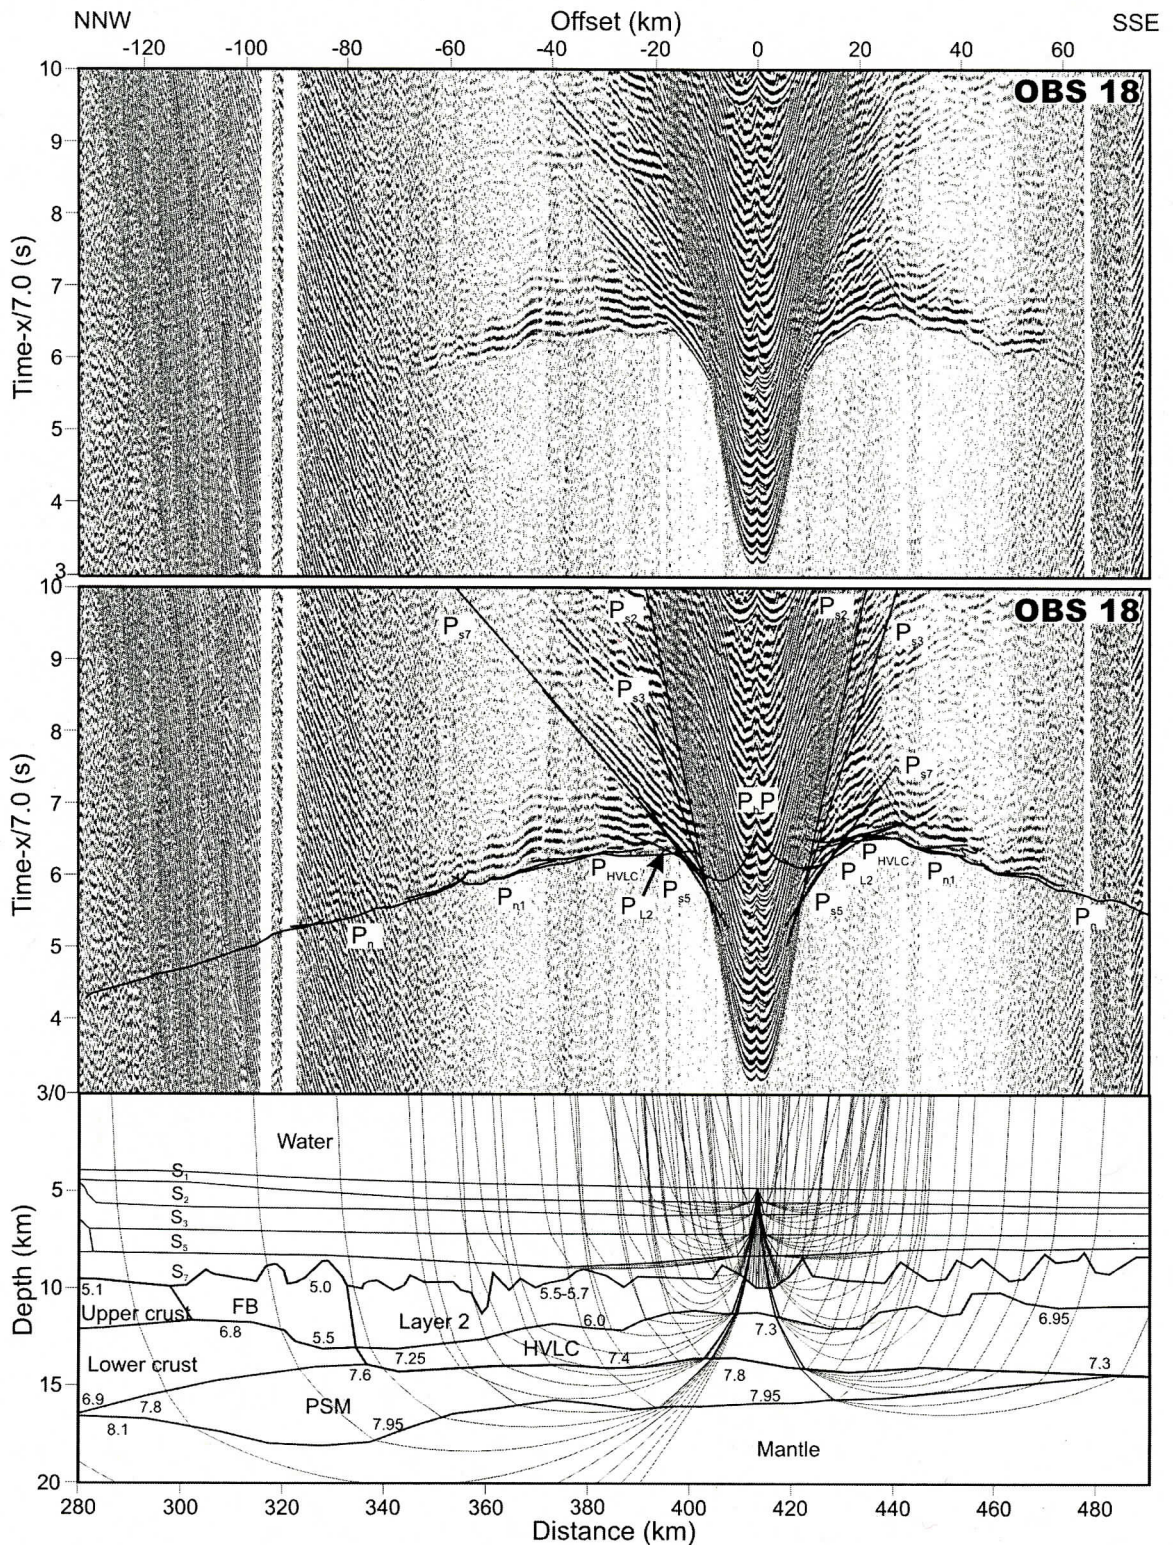 NNW Offset (km) SSE
-120 -100 -80 -60 -40 -20 0 20 40 60
10
OBS 18
9
8
7
6
5
4
3
Time-x/7.0 (s)
10
OBS 18
Ps7 Ps2 Ps2 Ps3
9
Ps3
8
Ps7
7
PwP
6
PHVLC PHVLC
Pn1 PL2 Ps5 Ps5 PL2 Pn1
Pn Pn
5
4
3/0
Time-x/7.0 (s)
Water
S1
5
S2
S3
S5
S7
10
5.1 5.0 5.5-5.7
Upper crust FB Layer 2 6.0 6.95
6.8 5.5 7.3
Lower crust 7.25 HVLC 7.4 7.3
15
7.6 7.8
6.9 7.8 PSM 7.95 7.95
8.1 Mantle
20
Depth (km)
280 300 320 340 360 380 400 420 440 460 480
Distance (km)